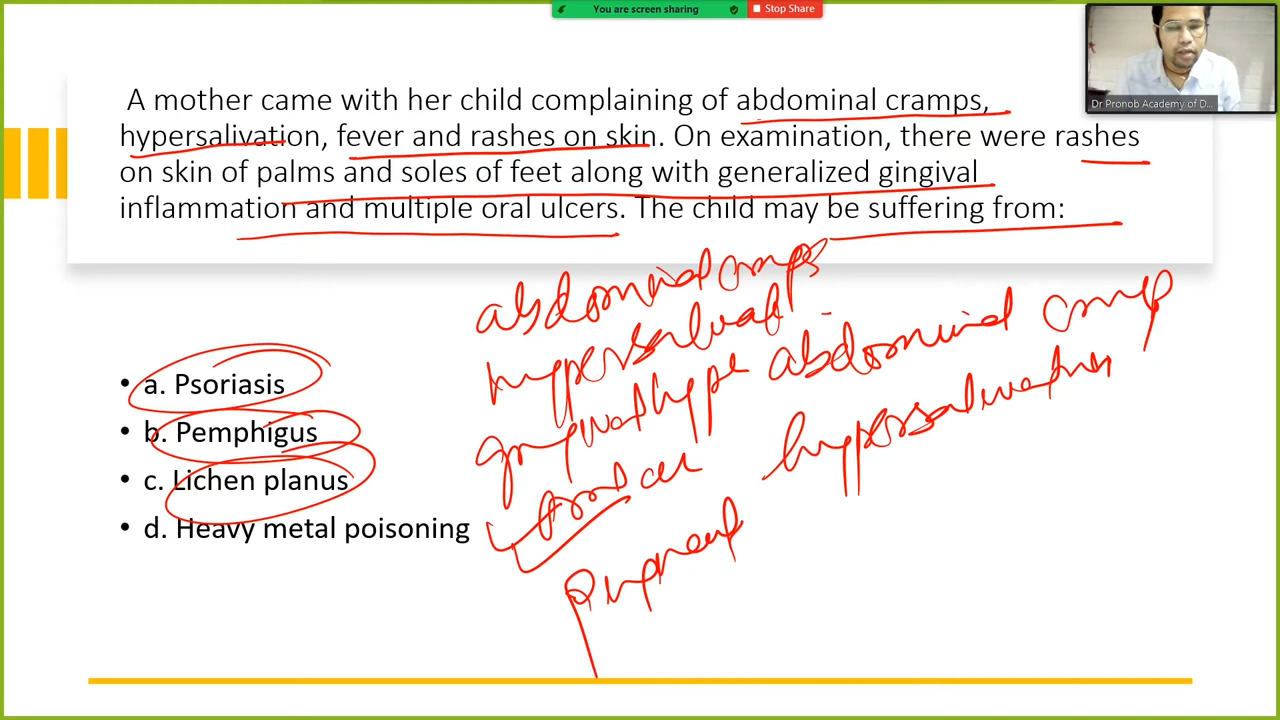 You are screen sharing
Stop Share
Dr Pronob Academy of D...
A mother came with her child complaining of abdominal cramps,
hypersalivation, fever and rashes on skin. On examination, there were rashes
on skin of palms and soles of feet along with generalized gingival
inflammation and multiple oral ulcers. The child may be suffering from:
abdominal cramps
abdominal cramp
• a. Psoriasis
• b. Pemphigus
• c. Lichen planus
• d. Heavy metal poisoning